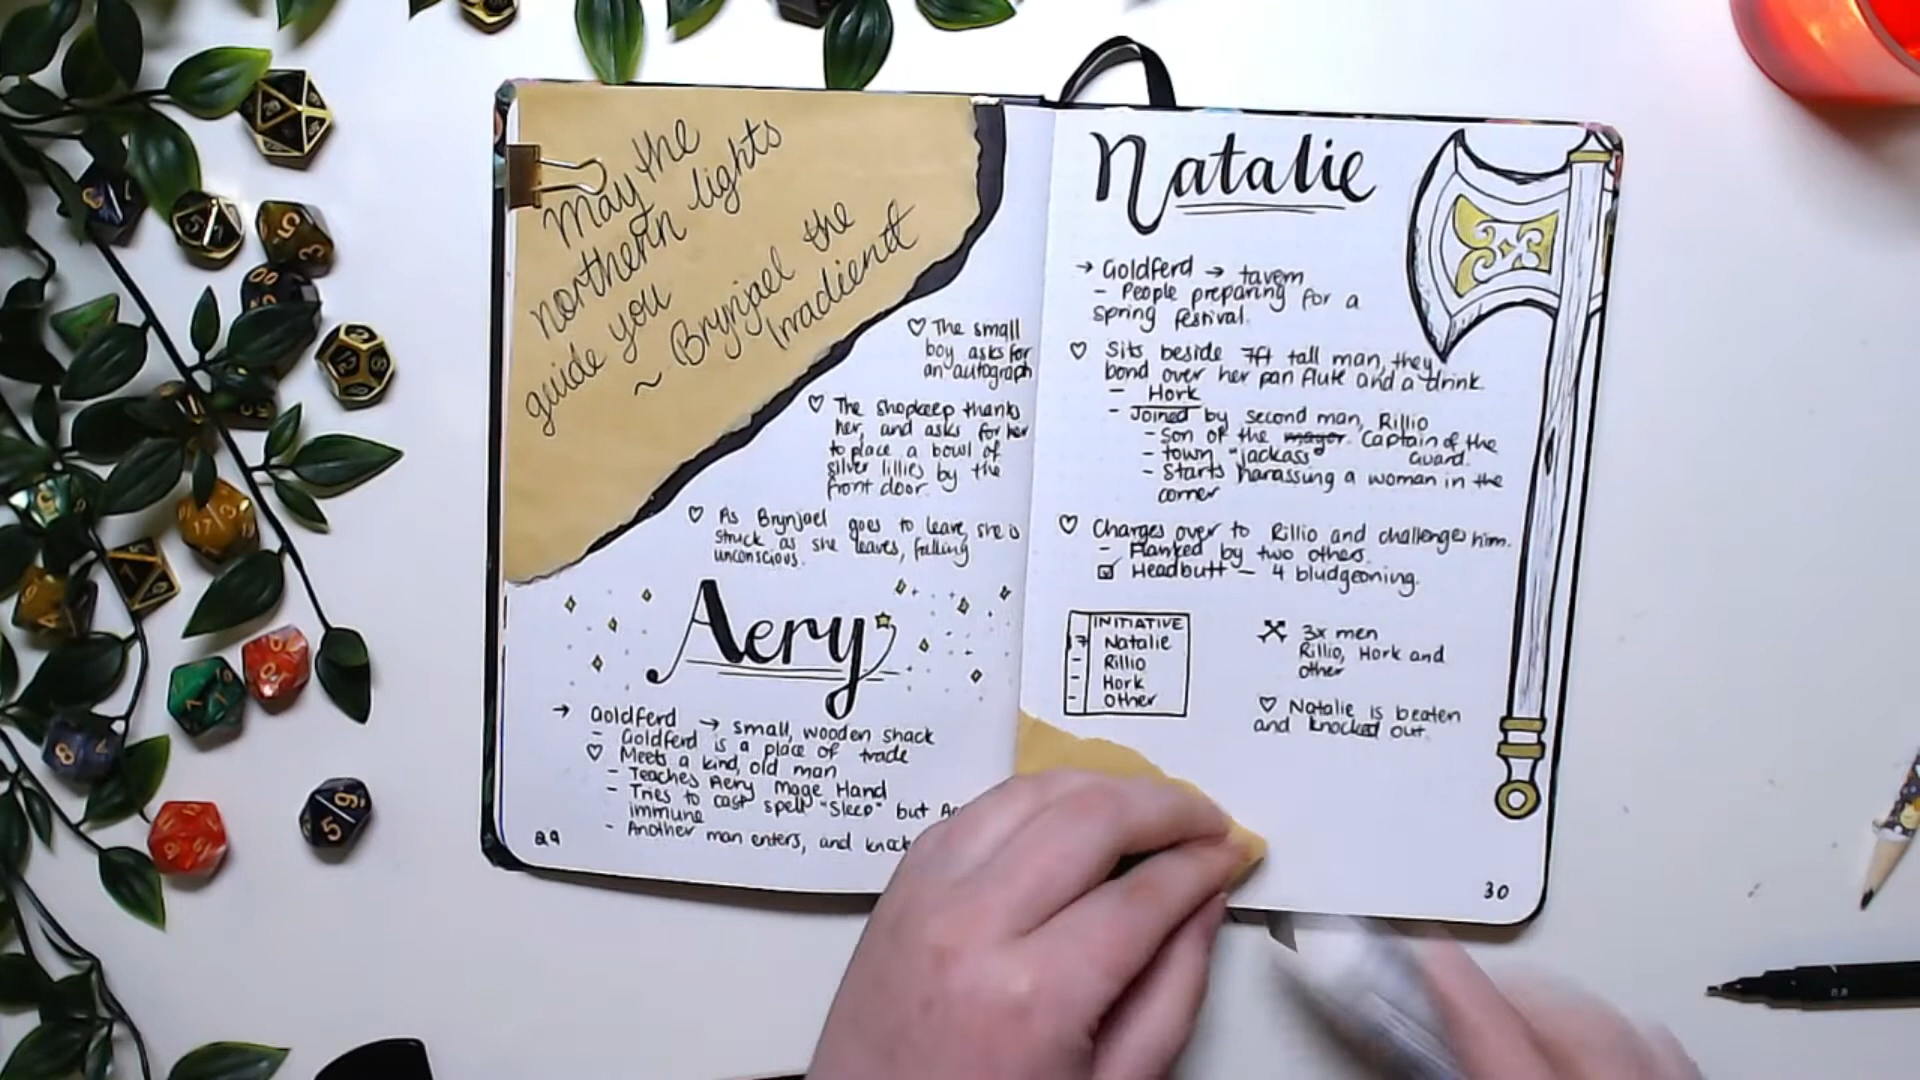 May the
northern lights
guide you
~ Brynjael the
Irradiendt
♡ The small
boy asks for
an autograph
♡ The shopkeep thanks
her, and asks for her
to place a bowl of
silver lillies by the
front door.
♡ As Brynjael goes to leave, she is
struck as she leaves, falling
unconscious.
Aery
→ Goldferd → small, wooden shack
- Goldferd is a place of trade
♡ Meets a kind, old man
- Teaches Aery Mage Hand
- Tries to cast spell "Sleep" but
immune
- Another man enters, and
29
Natalie
→ Goldferd → tavern
- People preparing for a
spring festival.
♡ Sits beside 7ft tall man, they
bond over her pan flute and a drink
- Hork
- Joined by second man, Rillio
- Son of the mayor. Captain of the
Guard.
- town "jackass"
- Starts harassing a woman in the
corner
♡ Charges over to Rillio and challenges him.
- Flanked by two others.
☑ Headbutt - 4 bludgeoning.
INITIATIVE
17 Natalie
- Rillio
- Hork
- Other
3x men
Rillio, Hork and
other
♡ Natalie is beaten
and knocked out.
30